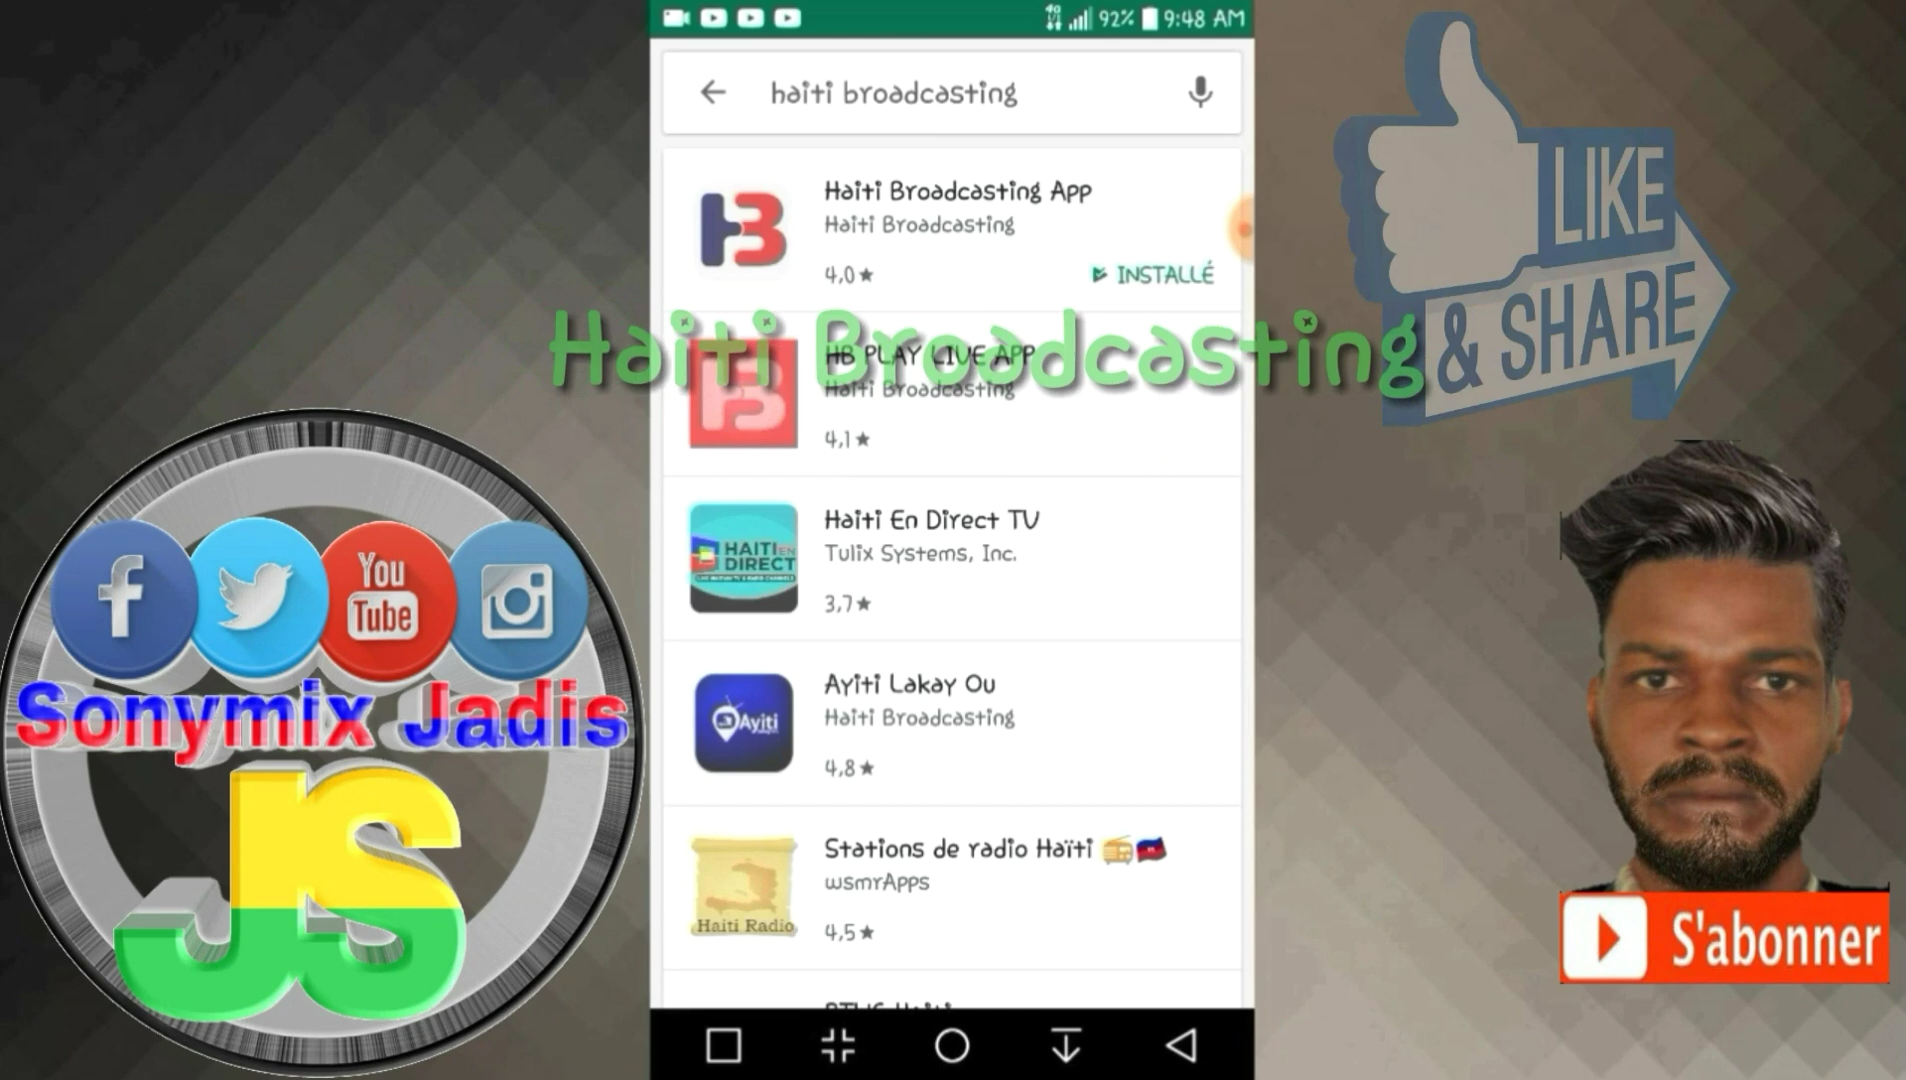 92% 9:48 AM
haiti broadcasting
Haiti Broadcasting App
Haiti Broadcasting
4,0 ★
INSTALLÉ
Haiti Broadcasting
HB PLAY LIVE APP
Haiti Broadcasting
4,1 ★
Haiti En Direct TV
Tulix Systems, Inc.
3,7 ★
HAITI EN
DIRECT
Ayiti Lakay Ou
Haiti Broadcasting
4,8 ★
Ayiti
Stations de radio Haïti
wsmrApps
4,5 ★
Haiti Radio
LIKE
& SHARE
You
Tube
Sonymix Jadis
JS
S'abonner